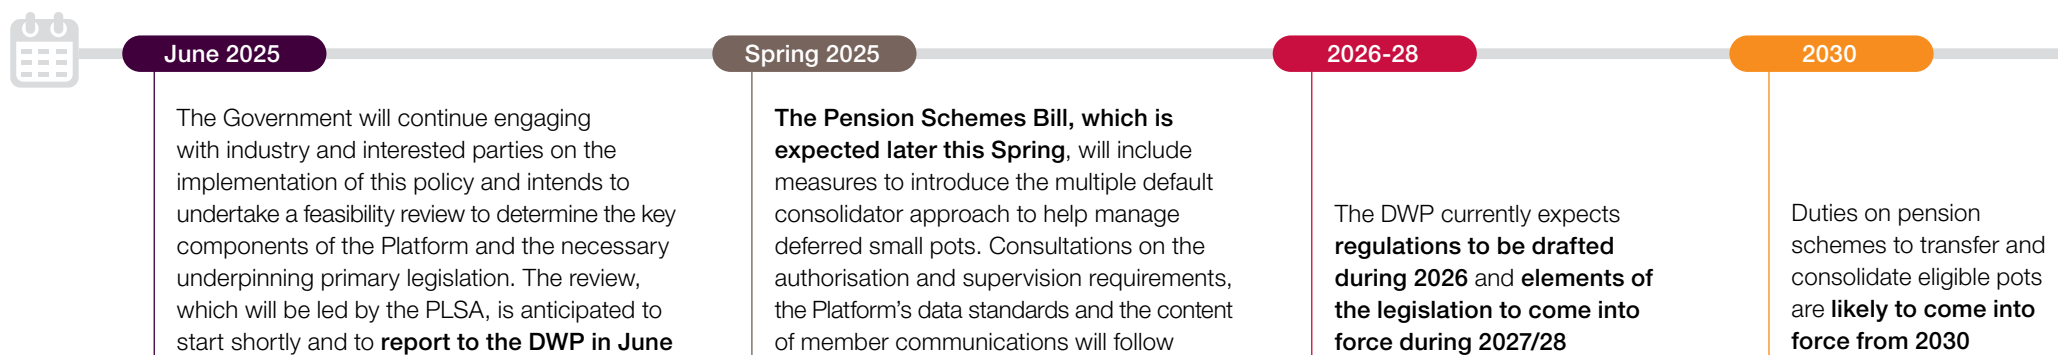 June 2025
The Government will continue engaging
with industry and interested parties on the
implementation of this policy and intends to
undertake a feasibility review to determine the key
components of the Platform and the necessary
underpinning primary legislation. The review,
which will be led by the PLSA, is anticipated to
start shortly and to report to the DWP in June
Spring 2025
The Pension Schemes Bill, which is
expected later this Spring, will include
measures to introduce the multiple default
consolidator approach to help manage
deferred small pots. Consultations on the
authorisation and supervision requirements,
the Platform’s data standards and the content
of member communications will follow
2026-28
The DWP currently expects
regulations to be drafted
during 2026 and elements of
the legislation to come into
force during 2027/28
2030
Duties on pension
schemes to transfer and
consolidate eligible pots
are likely to come into
force from 2030